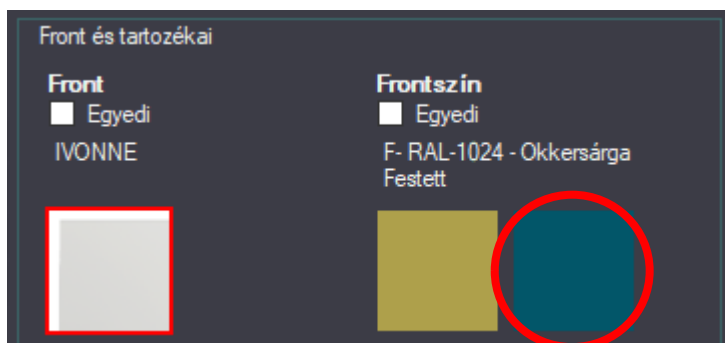 Front és tartozékai
Front
Egyedi
IVONNE
Frontszín
Egyedi
F- RAL-1024 - Okkersárga
Festett